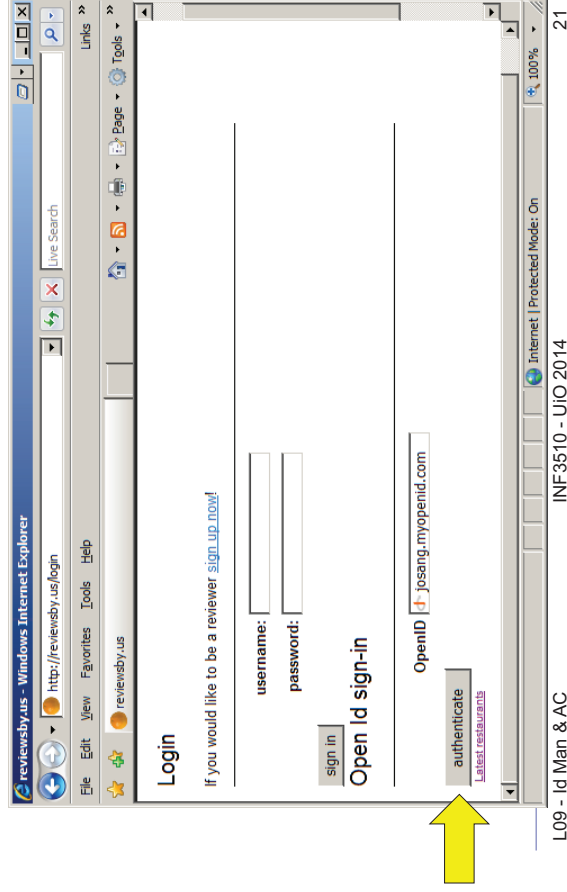 reviewsby.us - Windows Internet Explorer
http://reviewsby.us/login
Live Search
File Edit View Favorites Tools Help
Links »
reviewsby.us
Page Tools »
Login
If you would like to be a reviewer sign up now!
username:
password:
sign in
Open Id sign-in
OpenID josang.myopenid.com
authenticate
Latest restaurants
Internet | Protected Mode: On
100%
L09 - Id Man & AC
INF3510 - UiO 2014
21